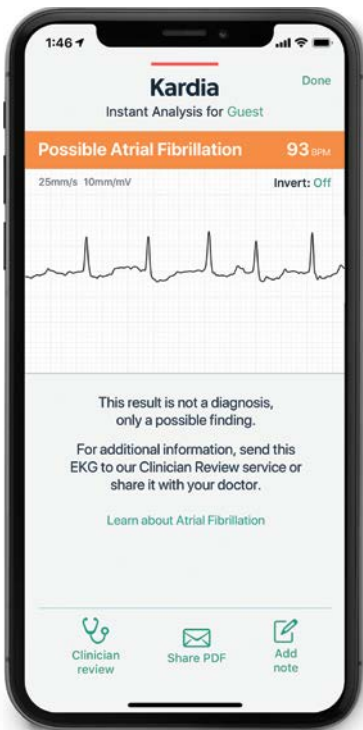 1:46
Kardia
Done
Instant Analysis for Guest
Possible Atrial Fibrillation 93 BPM
25mm/s 10mm/mV Invert: Off
This result is not a diagnosis,
only a possible finding.
For additional information, send this
EKG to our Clinician Review service or
share it with your doctor.
Learn about Atrial Fibrillation
Clinician
review
Share PDF
Add
note